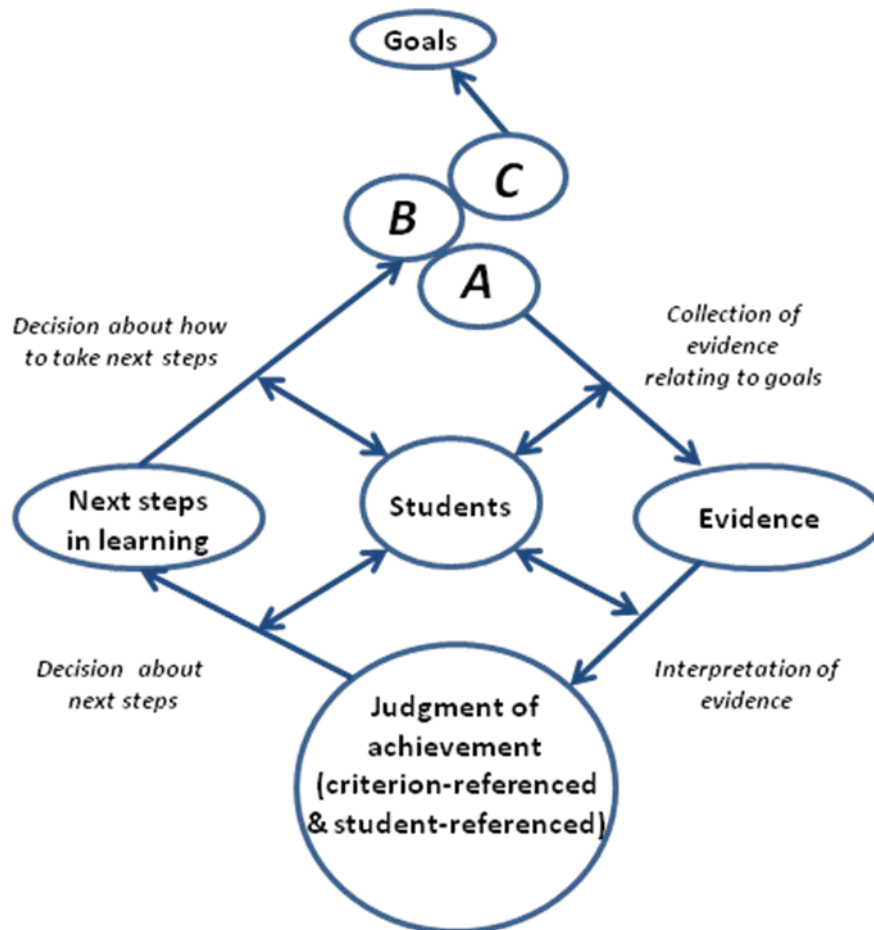 Goals
C
B
A
Decision about how
to take next steps
Collection of
evidence
relating to goals
Next steps
in learning
Students
Evidence
Decision about
next steps
Interpretation of
evidence
Judgment of
achievement
(criterion-referenced
& student-referenced)